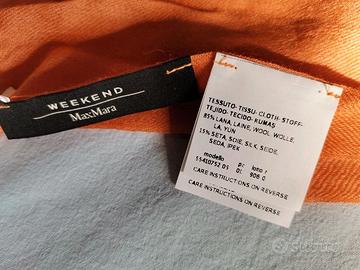 WEEKEND
MaxMara
TESSUTO-TISSU-CLOTH-STOFF-
TEJIDO-TECIDO-KUMAS
85% LANA, LAINE, WOOL, WOLLE,
LA, YUN
15% SETA, SOIE, SILK, SEIDE,
SEDA, IPEK
modello
CARE INSTRUCTIONS ON REVERSE
CARE INSTRUCTIONS ON REVERSE
subito